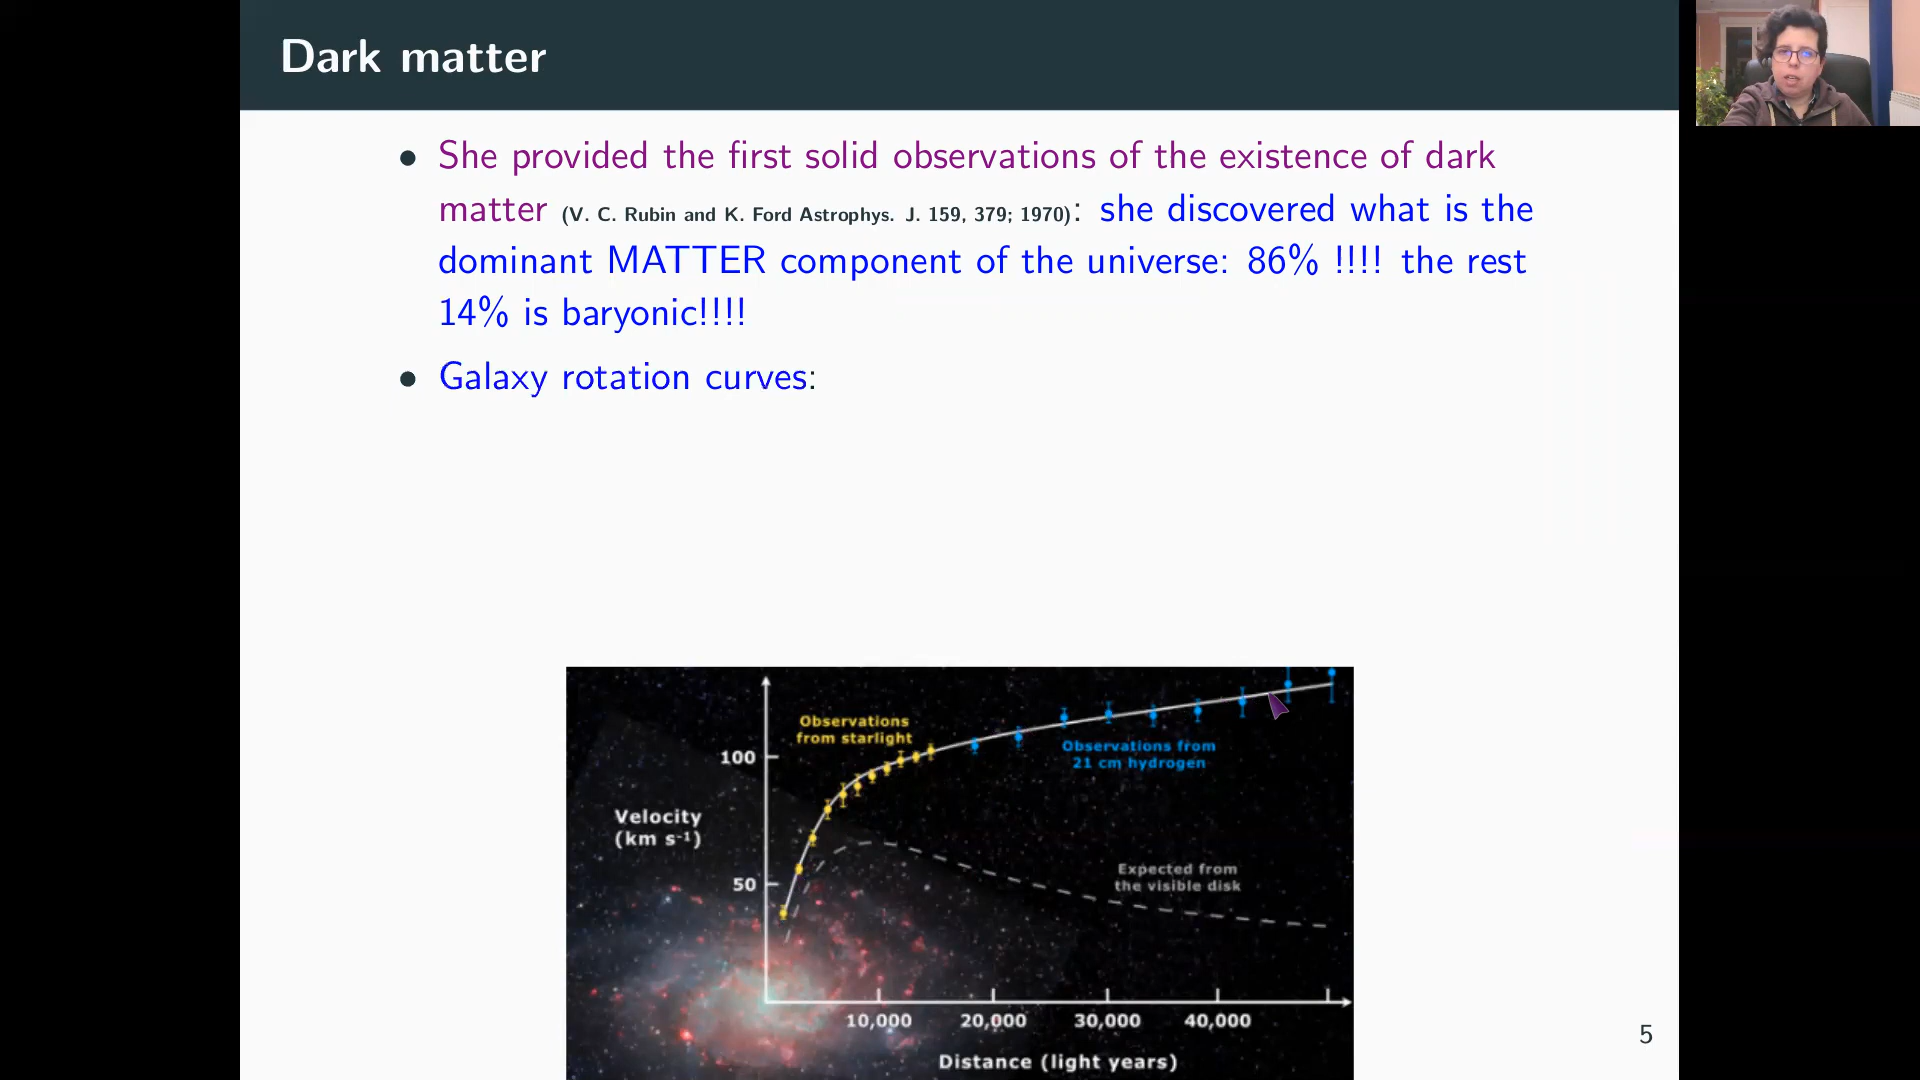 Dark matter
• She provided the first solid observations of the existence of dark
matter (V. C. Rubin and K. Ford Astrophys. J. 159, 379; 1970): she discovered what is the
dominant MATTER component of the universe: 86% !!!! the rest
14% is baryonic!!!!
• Galaxy rotation curves:
Observations
from starlight
100
Observations from
21 cm hydrogen
Velocity
(km s⁻¹)
Expected from
the visible disk
50
10,000 20,000 30,000 40,000
Distance (light years)
5